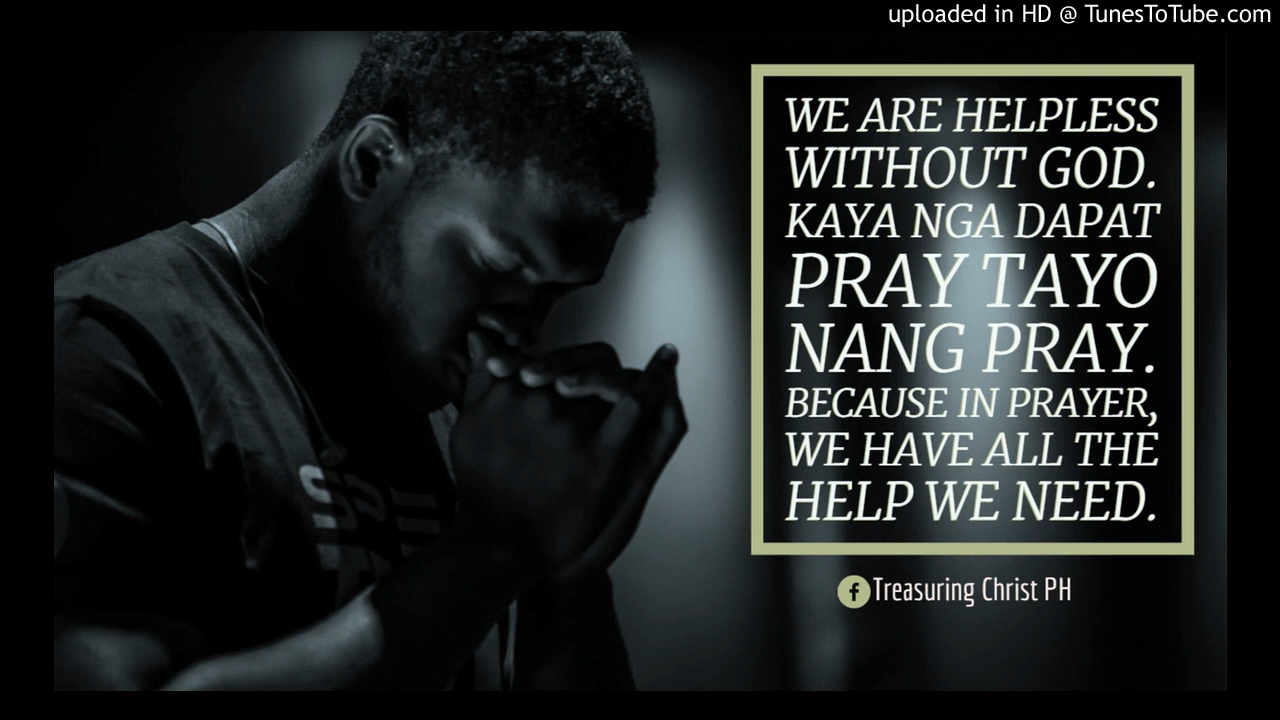 uploaded in HD @ TunesToTube.com
WE ARE HELPLESS
WITHOUT GOD.
KAYA NGA DAPAT
PRAY TAYO
NANG PRAY.
BECAUSE IN PRAYER,
WE HAVE ALL THE
HELP WE NEED.
Treasuring Christ PH